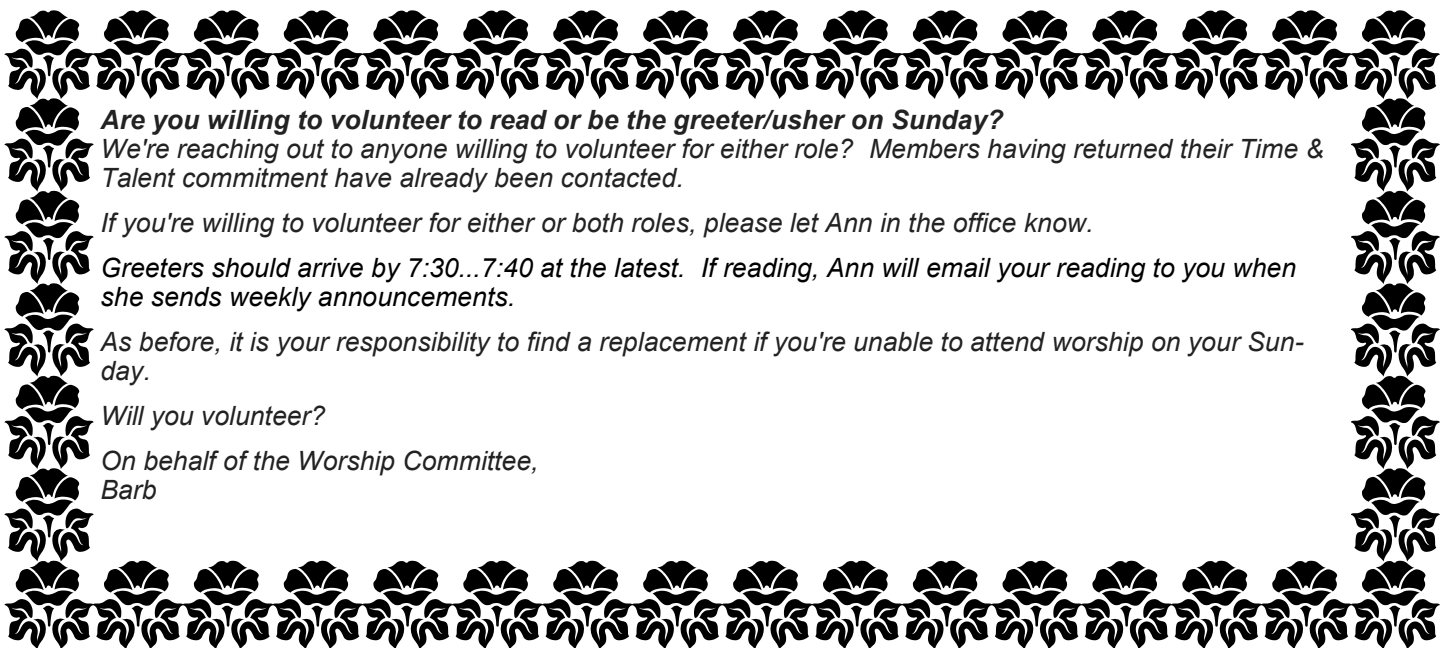 Are you willing to volunteer to read or be the greeter/usher on Sunday?
We're reaching out to anyone willing to volunteer for either role?  Members having returned their Time &
Talent commitment have already been contacted.
If you're willing to volunteer for either or both roles, please let Ann in the office know.
Greeters should arrive by 7:30...7:40 at the latest.  If reading, Ann will email your reading to you when
she sends weekly announcements.
As before, it is your responsibility to find a replacement if you're unable to attend worship on your Sun-
day.
Will you volunteer?
On behalf of the Worship Committee,
Barb